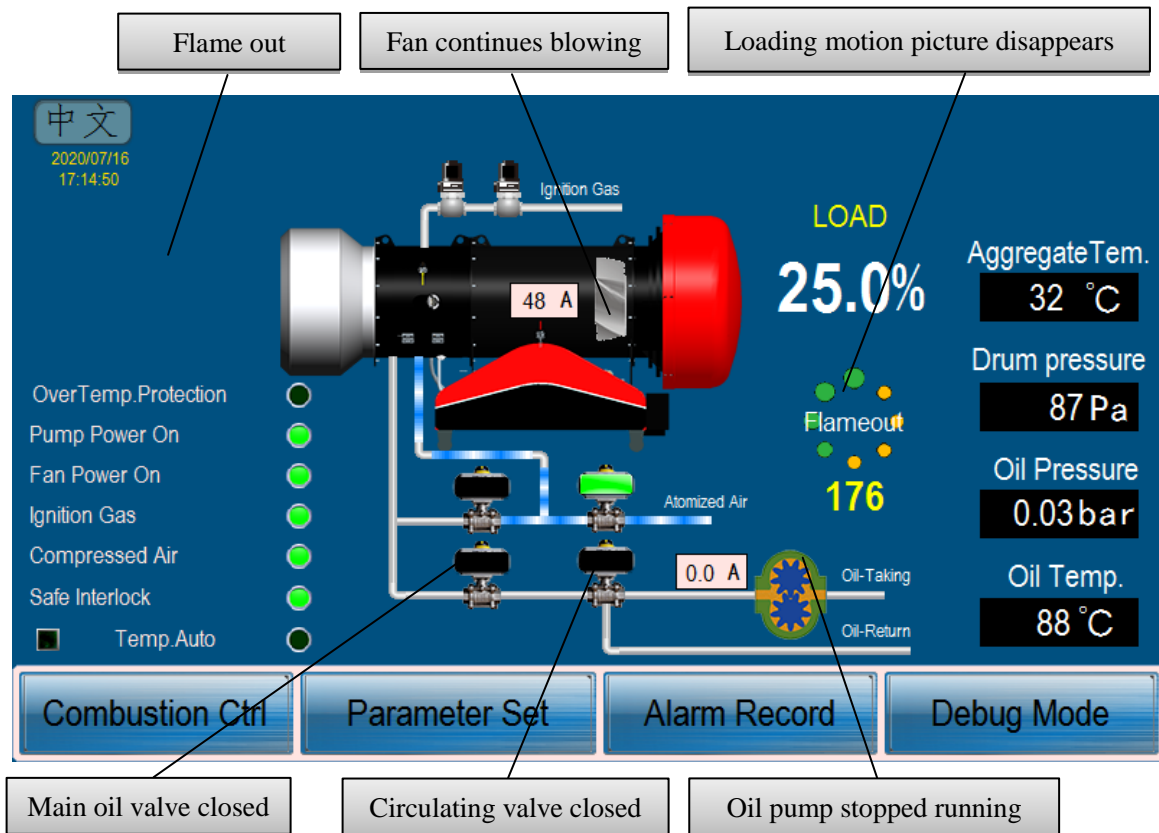 Flame out
Fan continues blowing
Loading motion picture disappears
中文
2020/07/16
17:14:50
Ignition Gas
LOAD
25.0%
AggregateTem.
32 °C
48 A
Drum pressure
87 Pa
OverTemp.Protection
Pump Power On
Fan Power On
Ignition Gas
Compressed Air
Safe Interlock
Temp.Auto
Flameout
176
Oil Pressure
0.03 bar
Atomized Air
0.0 A
Oil-Taking
Oil-Return
Oil Temp.
88 °C
Combustion Ctrl
Parameter Set
Alarm Record
Debug Mode
Main oil valve closed
Circulating valve closed
Oil pump stopped running